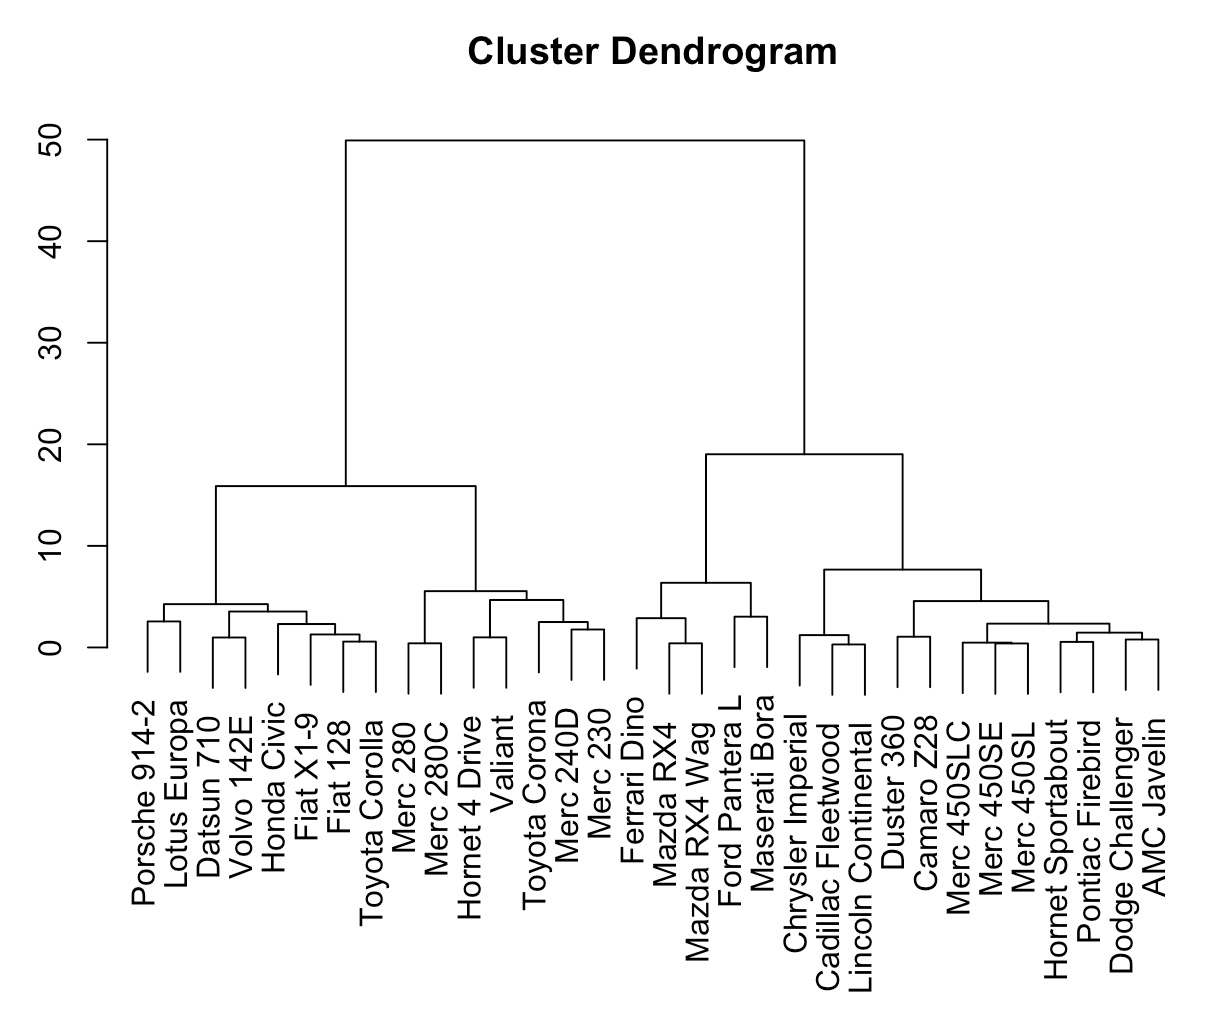 Cluster Dendrogram
50
40
30
20
10
0
Porsche 914-2
Lotus Europa
Datsun 710
Volvo 142E
Honda Civic
Fiat X1-9
Fiat 128
Toyota Corolla
Merc 280
Merc 280C
Hornet 4 Drive
Valiant
Toyota Corona
Merc 240D
Merc 230
Ferrari Dino
Mazda RX4
Mazda RX4 Wag
Ford Pantera L
Maserati Bora
Chrysler Imperial
Cadillac Fleetwood
Lincoln Continental
Duster 360
Camaro Z28
Merc 450SLC
Merc 450SE
Merc 450SL
Hornet Sportabout
Pontiac Firebird
Dodge Challenger
AMC Javelin